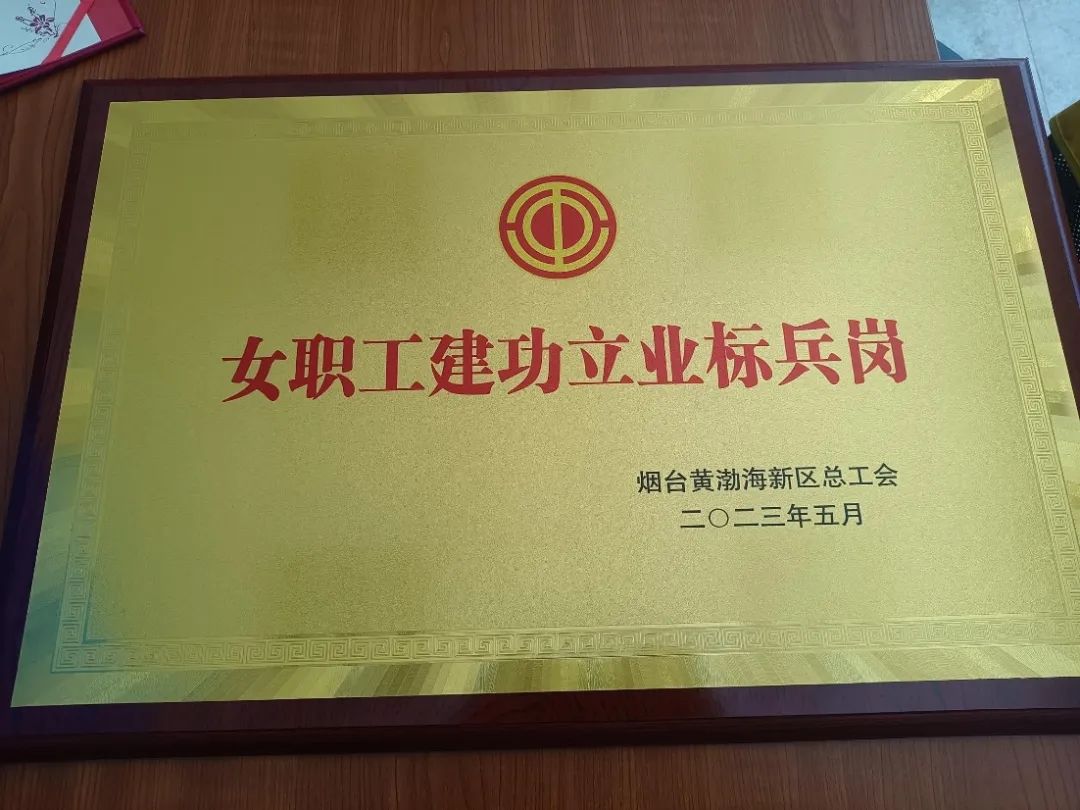 女职工建功立业标兵岗
烟台黄渤海新区总工会
二〇二三年五月